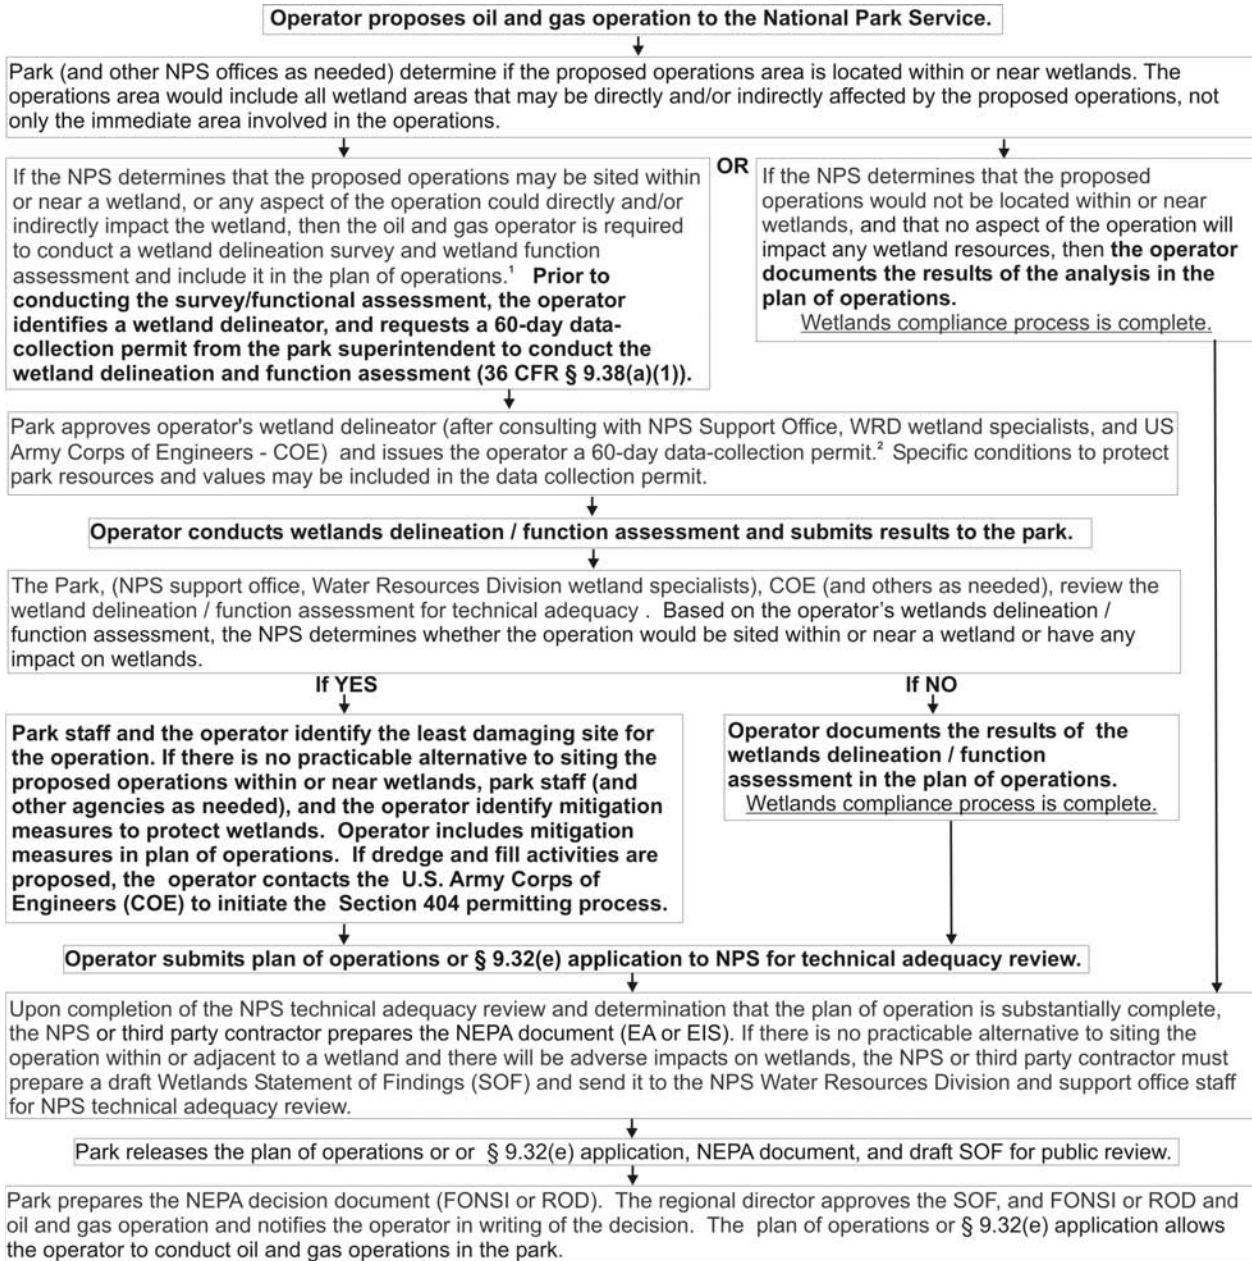 Operator proposes oil and gas operation to the National Park Service.
Park (and other NPS offices as needed) determine if the proposed operations area is located within or near wetlands. The
operations area would include all wetland areas that may be directly and/or indirectly affected by the proposed operations, not
only the immediate area involved in the operations.
If the NPS determines that the proposed operations may be sited within
or near a wetland, or any aspect of the operation could directly and/or
indirectly impact the wetland, then the oil and gas operator is required
to conduct a wetland delineation survey and wetland function
assessment and include it in the plan of operations.¹ Prior to
conducting the survey/functional assessment, the operator
identifies a wetland delineator, and requests a 60-day data-
collection permit from the park superintendent to conduct the
wetland delineation and function asessment (36 CFR § 9.38(a)(1)).
OR
If the NPS determines that the proposed
operations would not be located within or near
wetlands, and that no aspect of the operation will
impact any wetland resources, then the operator
documents the results of the analysis in the
plan of operations.
Wetlands compliance process is complete.
Park approves operator's wetland delineator (after consulting with NPS Support Office, WRD wetland specialists, and US
Army Corps of Engineers - COE) and issues the operator a 60-day data-collection permit.² Specific conditions to protect
park resources and values may be included in the data collection permit.
Operator conducts wetlands delineation / function assessment and submits results to the park.
The Park, (NPS support office, Water Resources Division wetland specialists), COE (and others as needed), review the
wetland delineation / function assessment for technical adequacy . Based on the operator's wetlands delineation /
function assessment, the NPS determines whether the operation would be sited within or near a wetland or have any
impact on wetlands.
If YES
If NO
Park staff and the operator identify the least damaging site for
the operation. If there is no practicable alternative to siting the
proposed operations within or near wetlands, park staff (and
other agencies as needed), and the operator identify mitigation
measures to protect wetlands. Operator includes mitigation
measures in plan of operations. If dredge and fill activities are
proposed, the operator contacts the U.S. Army Corps of
Engineers (COE) to initiate the Section 404 permitting process.
Operator documents the results of the
wetlands delineation / function
assessment in the plan of operations.
Wetlands compliance process is complete.
Operator submits plan of operations or § 9.32(e) application to NPS for technical adequacy review.
Upon completion of the NPS technical adequacy review and determination that the plan of operation is substantially complete,
the NPS or third party contractor prepares the NEPA document (EA or EIS). If there is no practicable alternative to siting the
operation within or adjacent to a wetland and there will be adverse impacts on wetlands, the NPS or third party contractor must
prepare a draft Wetlands Statement of Findings (SOF) and send it to the NPS Water Resources Division and support office staff
for NPS technical adequacy review.
Park releases the plan of operations or or § 9.32(e) application, NEPA document, and draft SOF for public review.
Park prepares the NEPA decision document (FONSI or ROD). The regional director approves the SOF, and FONSI or ROD and
oil and gas operation and notifies the operator in writing of the decision. The plan of operations or § 9.32(e) application allows
the operator to conduct oil and gas operations in the park.